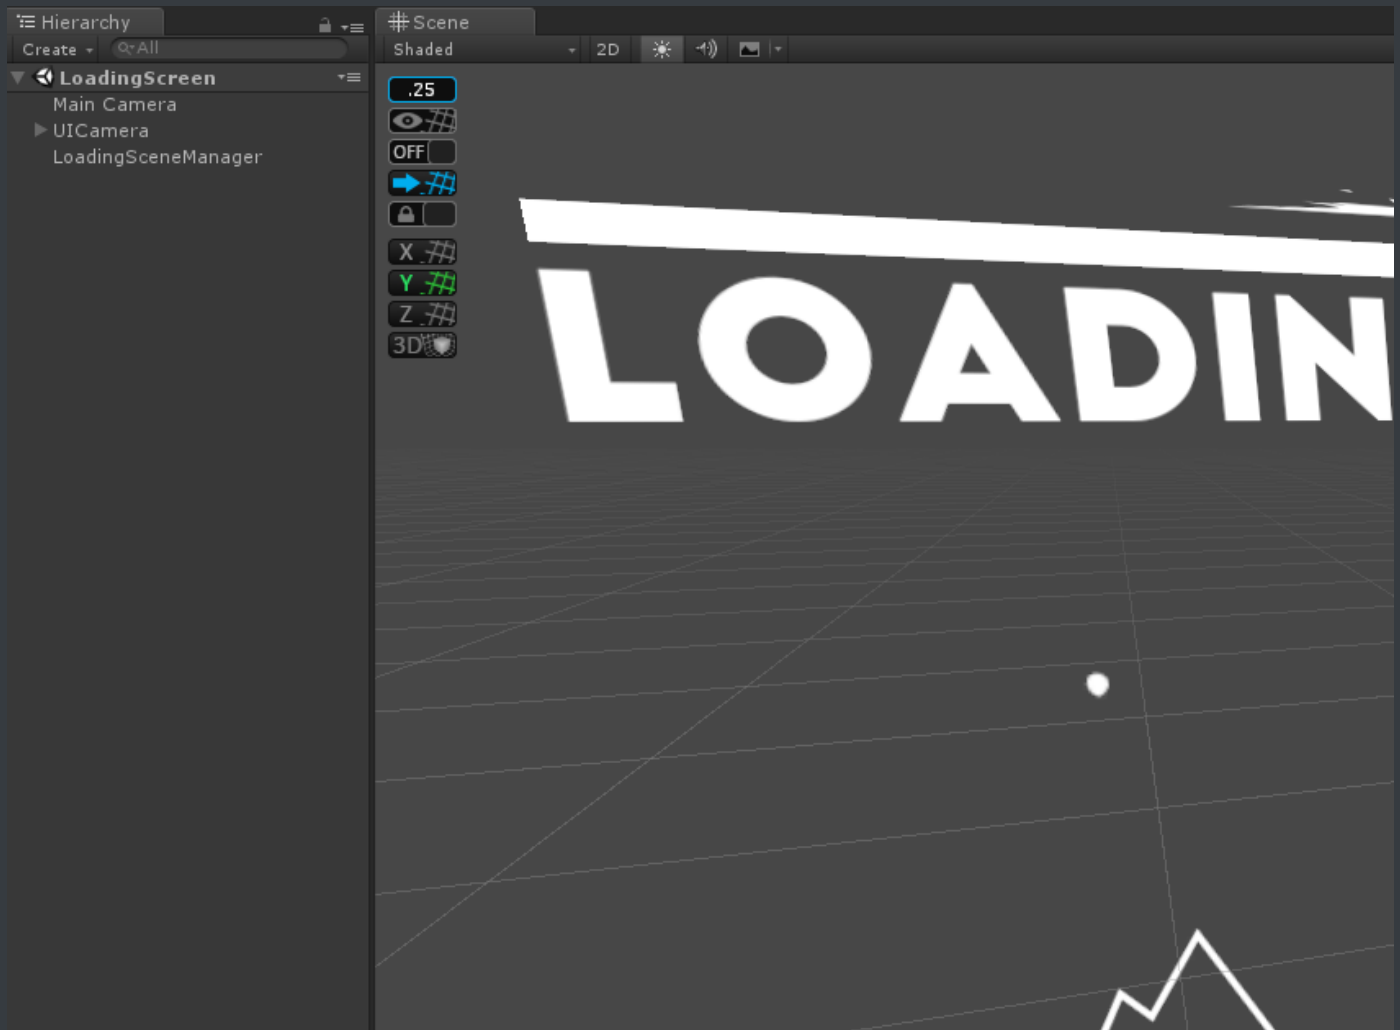 Hierarchy
Create
All
LoadingScreen
Main Camera
UICamera
LoadingSceneManager
Scene
Shaded
2D
.25
OFF
X
Y
Z
3D
LOADIN